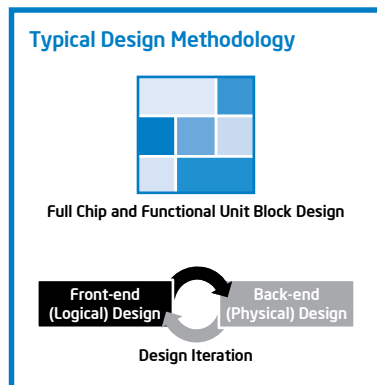 Typical Design Methodology
Full Chip and Functional Unit Block Design
Front-end
(Logical) Design
Back-end
(Physical) Design
Design Iteration